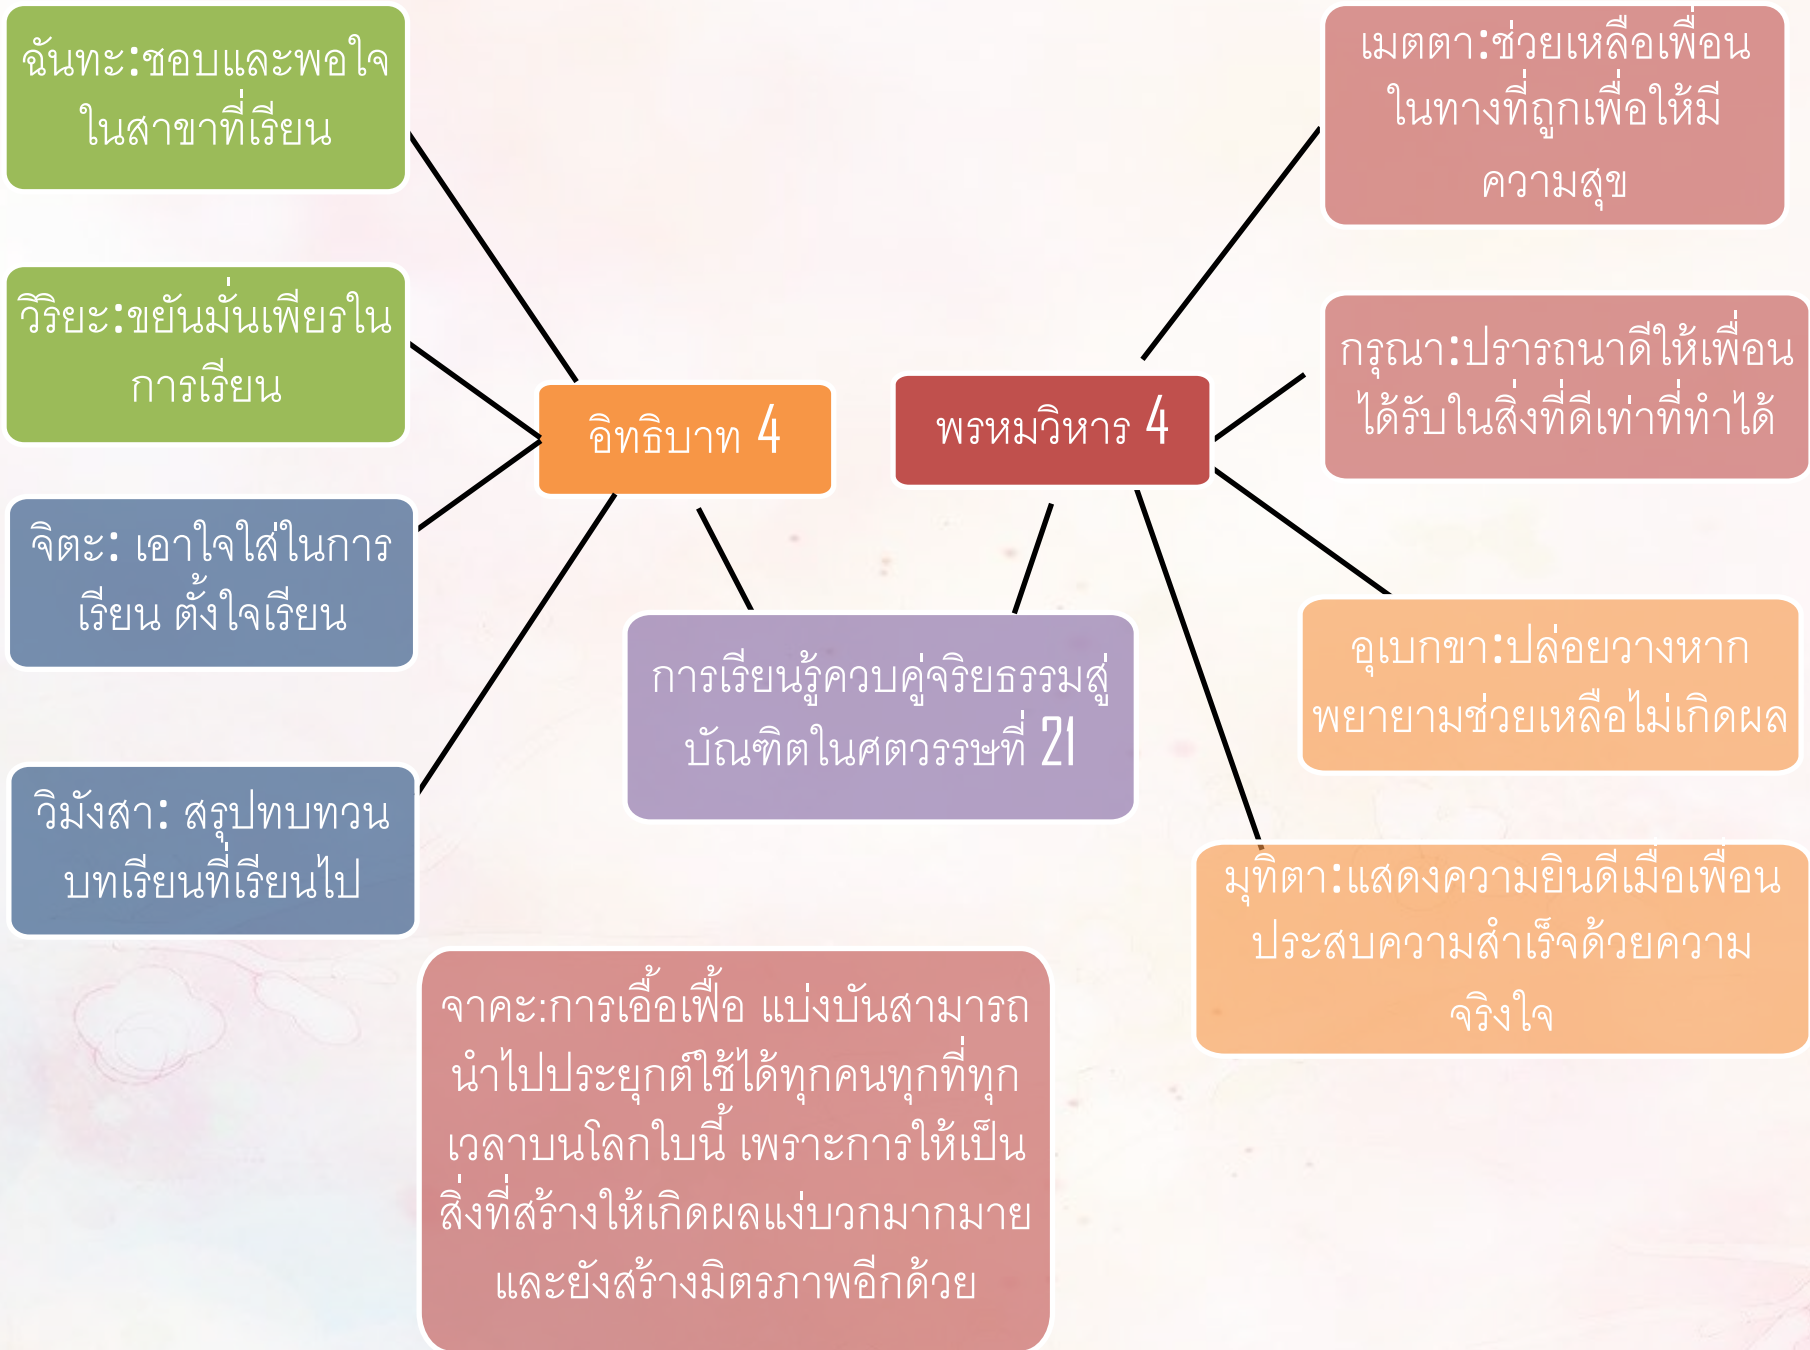 ฉันทะ:ชอบและพอใจ
ในสาขาที่เรียน
วิริยะ:ขยันมั่นเพียรใน
การเรียน
จิตะ: เอาใจใส่ในการ
เรียน ตั้งใจเรียน
วิมังสา: สรุปทบทวน
บทเรียนที่เรียนไป
อิทธิบาท 4
พรหมวิหาร 4
การเรียนรู้ควบคู่จริยธรรมสู่
บัณฑิตในศตวรรษที่ 21
เมตตา:ช่วยเหลือเพื่อน
ในทางที่ถูกเพื่อให้มี
ความสุข
กรุณา:ปรารถนาดีให้เพื่อน
ได้รับในสิ่งที่ดีเท่าที่ทำได้
อุเบกขา:ปล่อยวางหาก
พยายามช่วยเหลือไม่เกิดผล
มุทิตา:แสดงความยินดีเมื่อเพื่อน
ประสบความสำเร็จด้วยความ
จริงใจ
จาคะ:การเอื้อเฟื้อ แบ่งบันสามารถ
นำไปประยุกต์ใช้ได้ทุกคนทุกที่ทุก
เวลาบนโลกใบนี้ เพราะการให้เป็น
สิ่งที่สร้างให้เกิดผลแง่บวกมากมาย
และยังสร้างมิตรภาพอีกด้วย